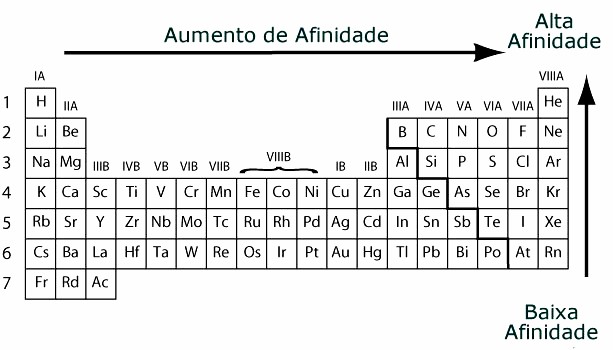 Aumento de Afinidade
Alta
Afinidade
IA
VIIIA
1 H IIA IIIA IVA VA VIA VIIA He
2 Li Be B C N O F Ne
3 Na Mg IIIB IVB VB VIB VIIB VIIIB IB IIB Al Si P S Cl Ar
4 K Ca Sc Ti V Cr Mn Fe Co Ni Cu Zn Ga Ge As Se Br Kr
5 Rb Sr Y Zr Nb Mo Tc Ru Rh Pd Ag Cd In Sn Sb Te I Xe
6 Cs Ba La Hf Ta W Re Os Ir Pt Au Hg Tl Pb Bi Po At Rn
7 Fr Rd Ac
Baixa
Afinidade